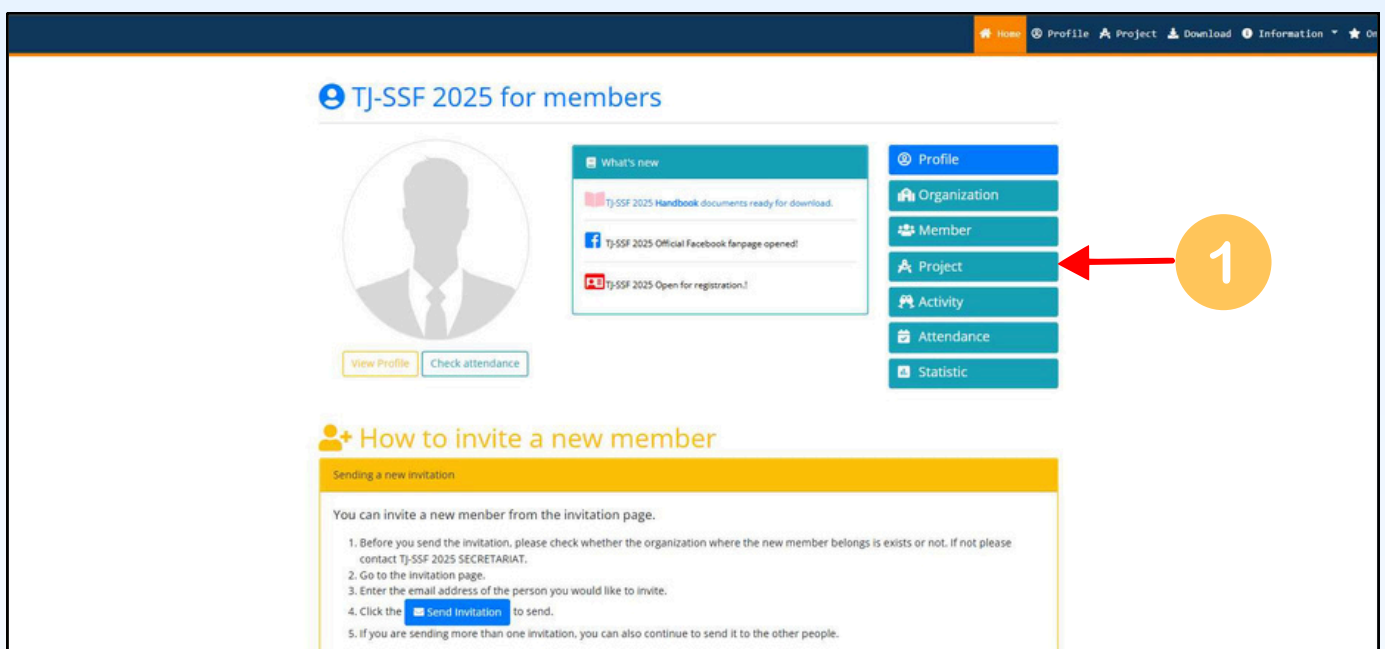 Home Profile Project Download Information
TJ-SSF 2025 for members
What's new
TJ-SSF 2025 Handbook documents ready for download.
TJ-SSF 2025 Official Facebook fanpage opened!
TJ-SSF 2025 Open for registration.!
View Profile Check attendance
Profile
Organization
Member
Project
Activity
Attendance
Statistic
1
How to invite a new member
Sending a new invitation
You can invite a new menber from the invitation page.
1. Before you send the invitation, please check whether the organization where the new member belongs is exists or not. If not please
contact TJ-SSF 2025 SECRETARIAT.
2. Go to the invitation page.
3. Enter the email address of the person you would like to invite.
4. Click the Send Invitation to send.
5. If you are sending more than one invitation, you can also continue to send it to the other people.